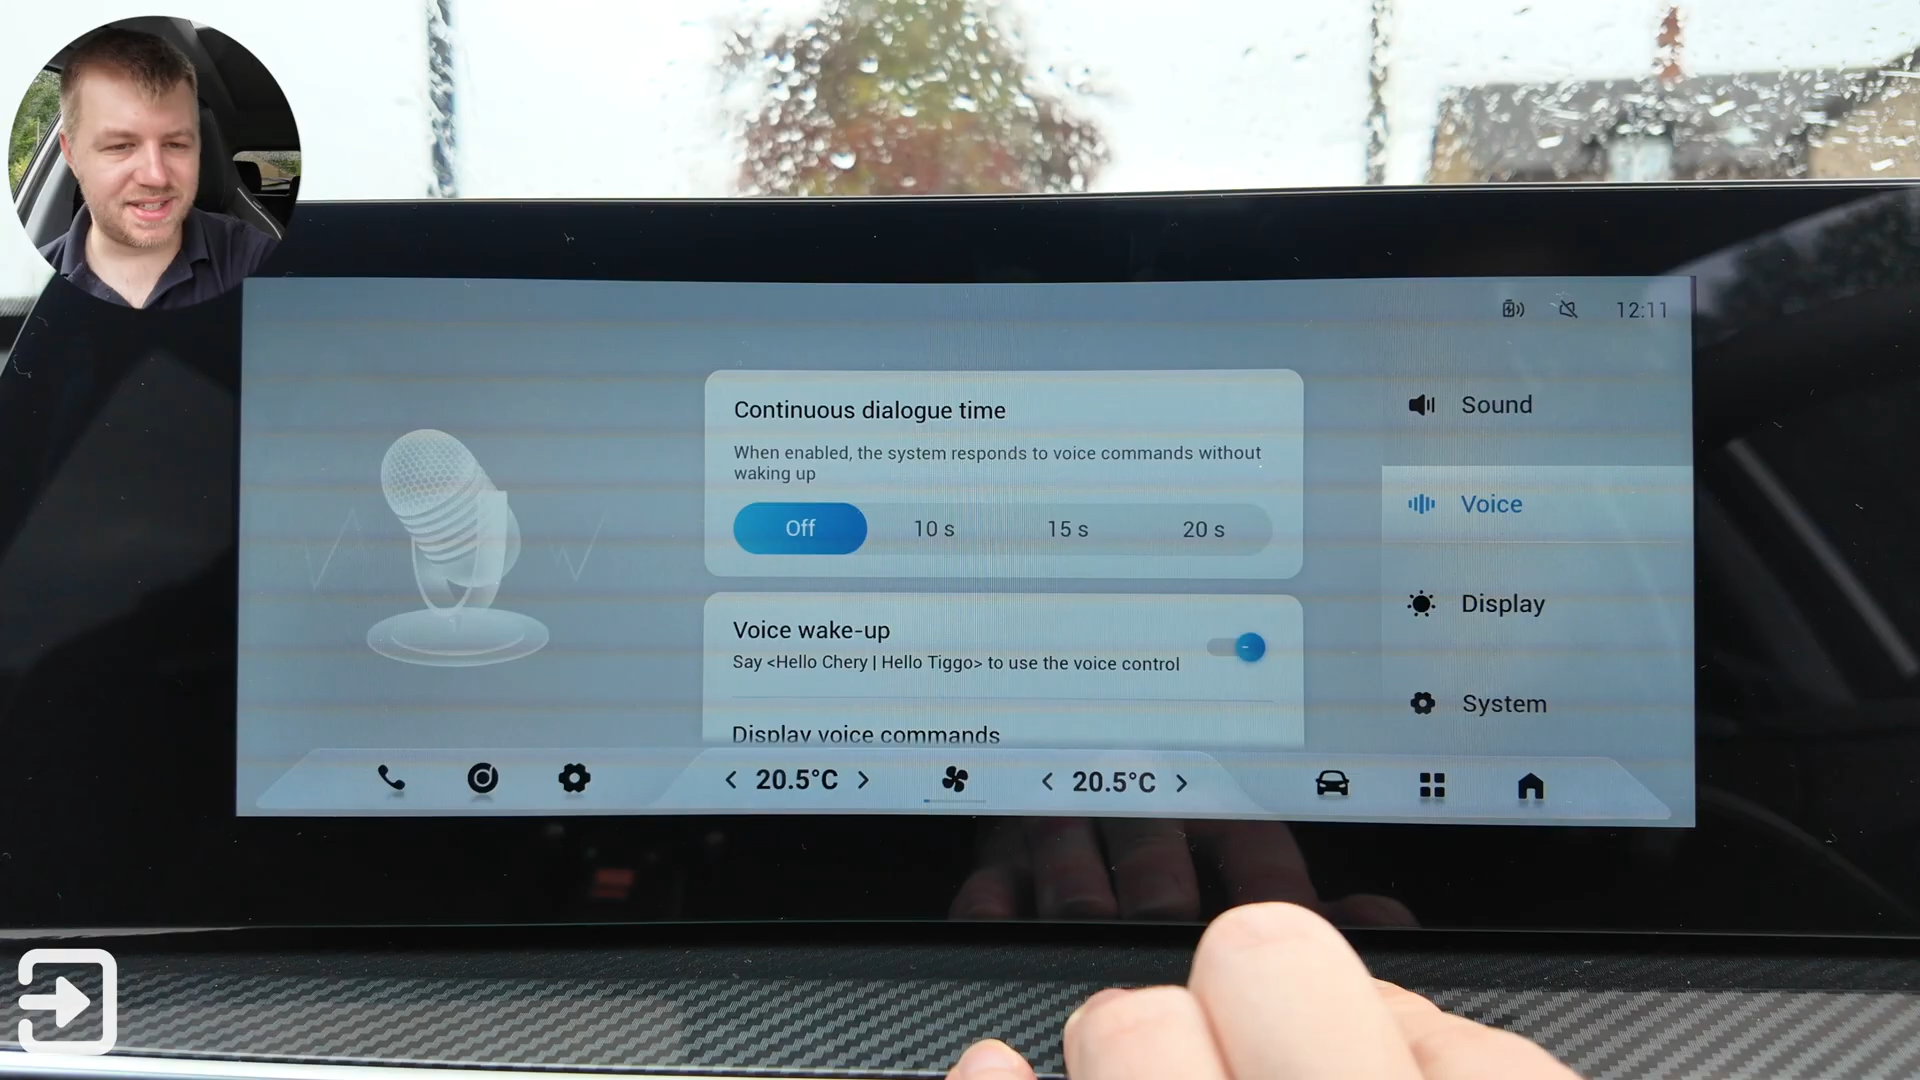 12:11
Continuous dialogue time
When enabled, the system responds to voice commands without
waking up
Off 10 s 15 s 20 s
Voice wake-up
Say <Hello Chery | Hello Tiggo> to use the voice control
Display voice commands
Sound
Voice
Display
System
< 20.5°C >
< 20.5°C >